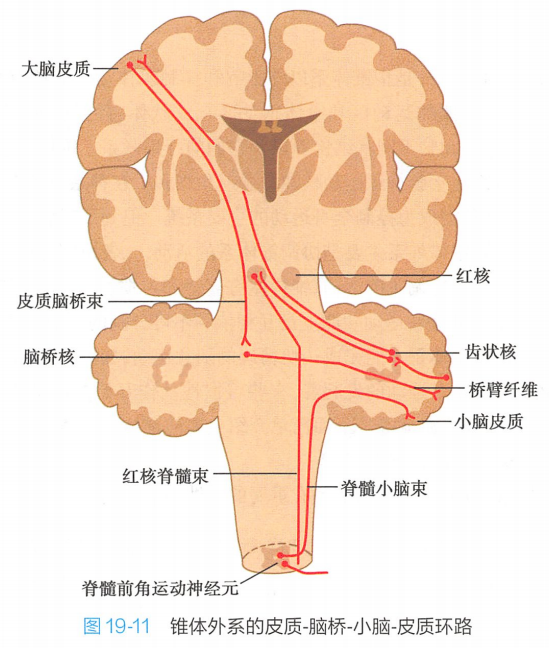 大脑皮质
红核
皮质脑桥束
脑桥核
齿状核
桥臂纤维
小脑皮质
红核脊髓束
脊髓小脑束
脊髓前角运动神经元
图 19-11 锥体外系的皮质-脑桥-小脑-皮质环路